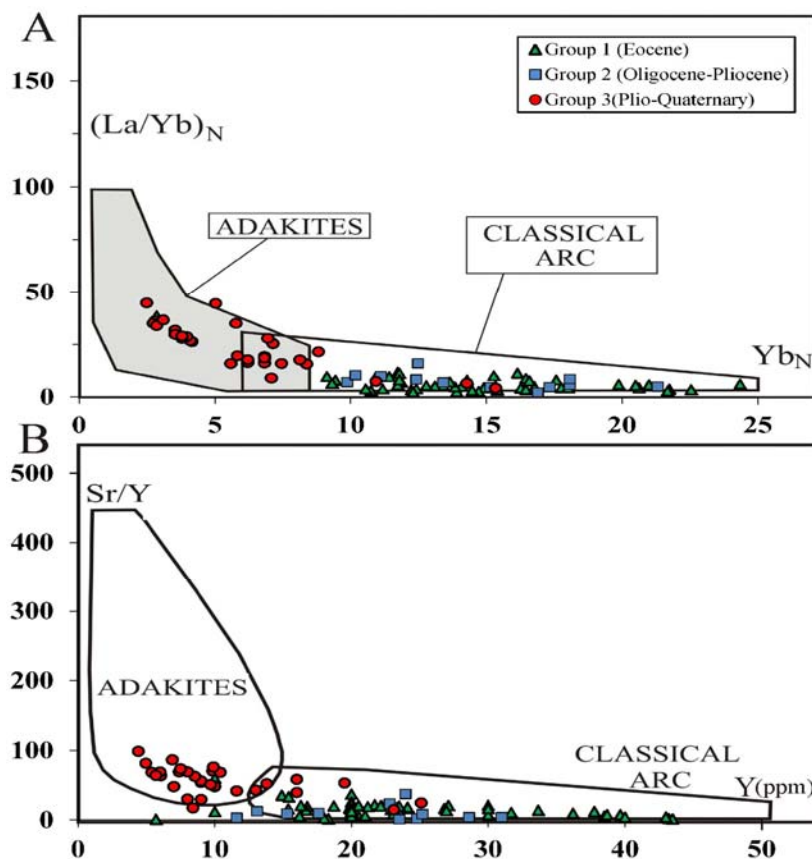 A
Group 1 (Eocene)
Group 2 (Oligocene-Pliocene)
Group 3(Plio-Quaternary)
150
(La/Yb)N
100
ADAKITES
CLASSICAL
ARC
50
YbN
0
0 5 10 15 20 25
B
500
Sr/Y
400
300
200
ADAKITES
100
CLASSICAL
ARC
Y(ppm)
0
0 10 20 30 40 50